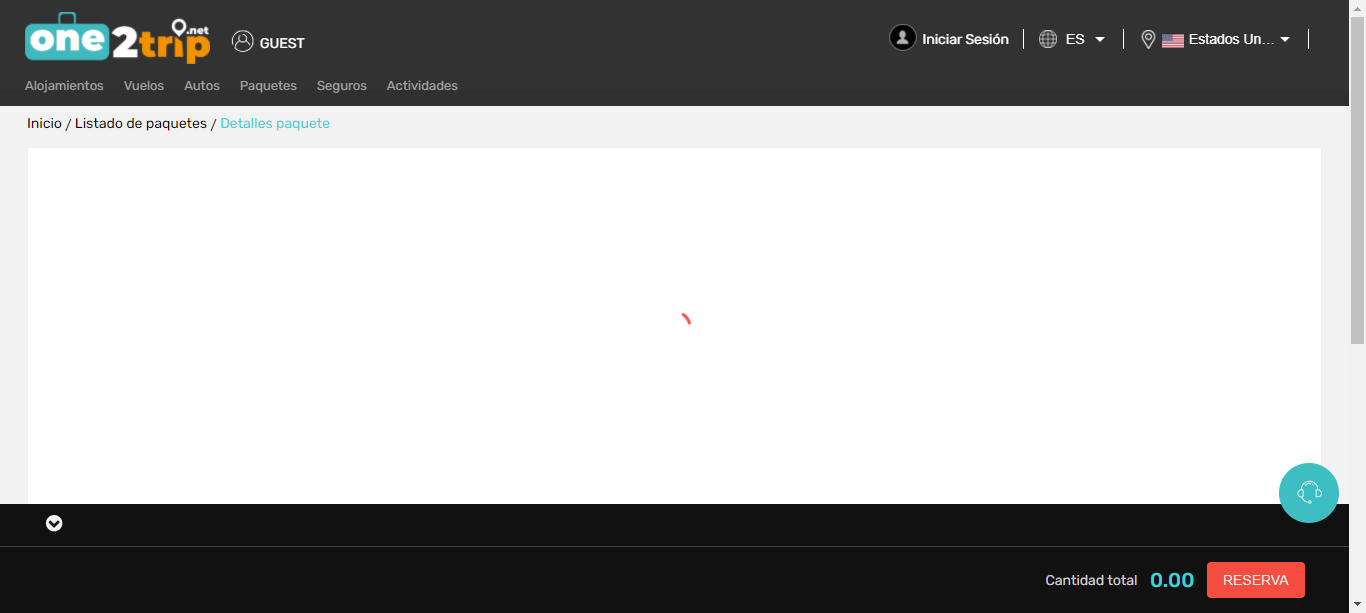 one2trip.net
GUEST
Iniciar Sesión
ES
Estados Un...
Alojamientos Vuelos Autos Paquetes Seguros Actividades
Inicio / Listado de paquetes / Detalles paquete
Cantidad total 0.00 RESERVA